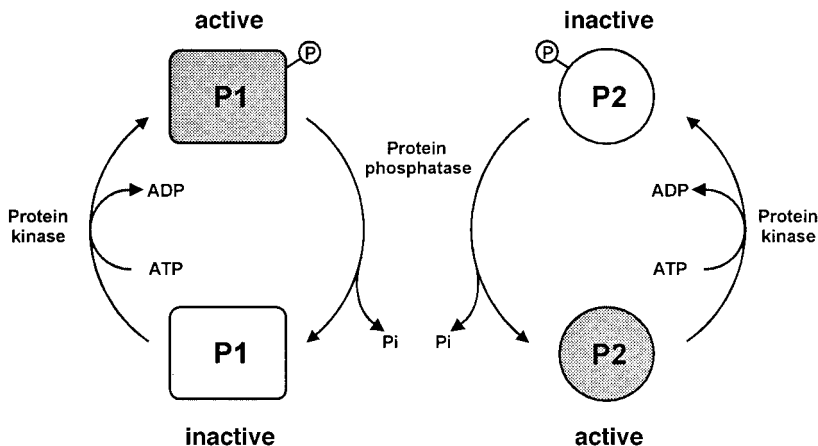 active
inactive
P
P
P1
P2
Protein
phosphatase
ADP
ADP
Protein
kinase
Protein
kinase
ATP
ATP
P1
Pi
Pi
P2
inactive
active